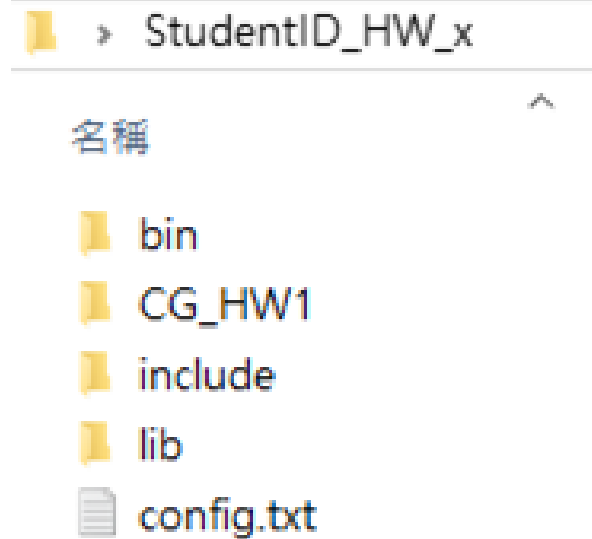 > StudentID_HW_x
名稱
bin
CG_HW1
include
lib
config.txt